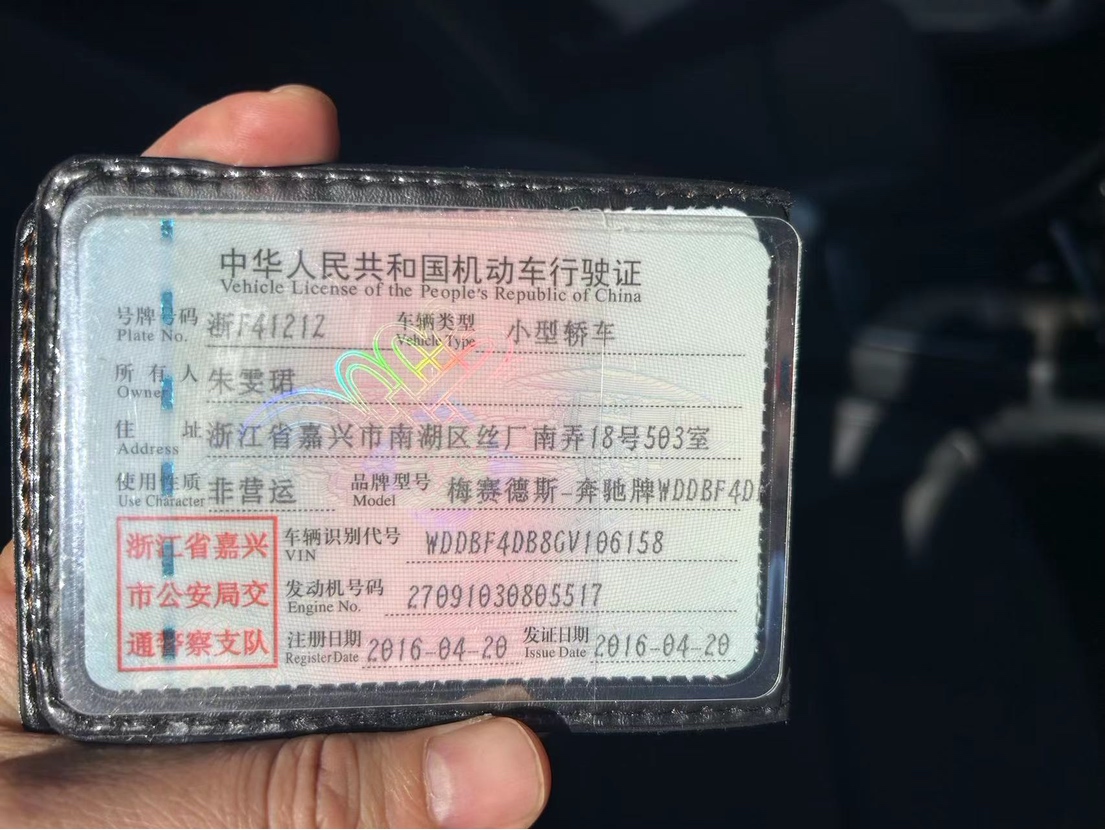 中华人民共和国机动车行驶证
Vehicle License of the People's Republic of China
号牌号码 浙F41212 车辆类型 小型轿车
Plate No. Vehicle Type
所有人 朱雯珺
Owner
住址 浙江省嘉兴市南湖区丝厂南弄18号503室
Address
使用性质 非营运 品牌型号 梅赛德斯-奔驰牌WDDBF4D
Use Character Model
浙江省嘉兴
市公安局交
通警察支队
车辆识别代号 WDDBF4DB8GV106158
VIN
发动机号码 27091030805517
Engine No.
注册日期 2016-04-20 发证日期 2016-04-20
Register Date Issue Date